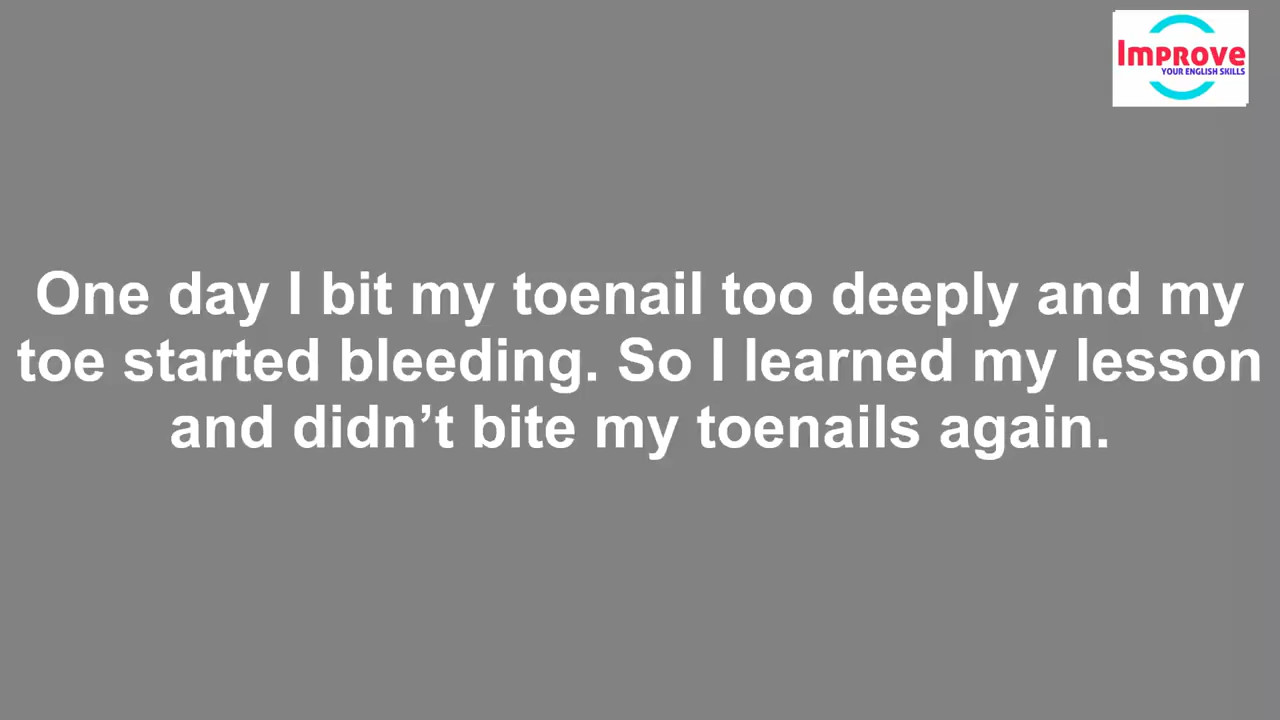 Improve
YOUR ENGLISH SKILLS
One day I bit my toenail too deeply and my
toe started bleeding. So I learned my lesson
and didn’t bite my toenails again.